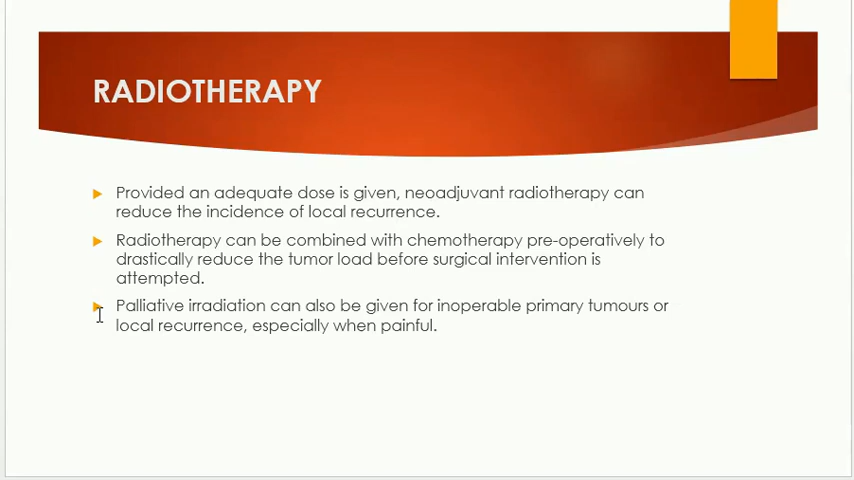 RADIOTHERAPY
Provided an adequate dose is given, neoadjuvant radiotherapy can
reduce the incidence of local recurrence.
Radiotherapy can be combined with chemotherapy pre-operatively to
drastically reduce the tumor load before surgical intervention is
attempted.
Palliative irradiation can also be given for inoperable primary tumours or
local recurrence, especially when painful.